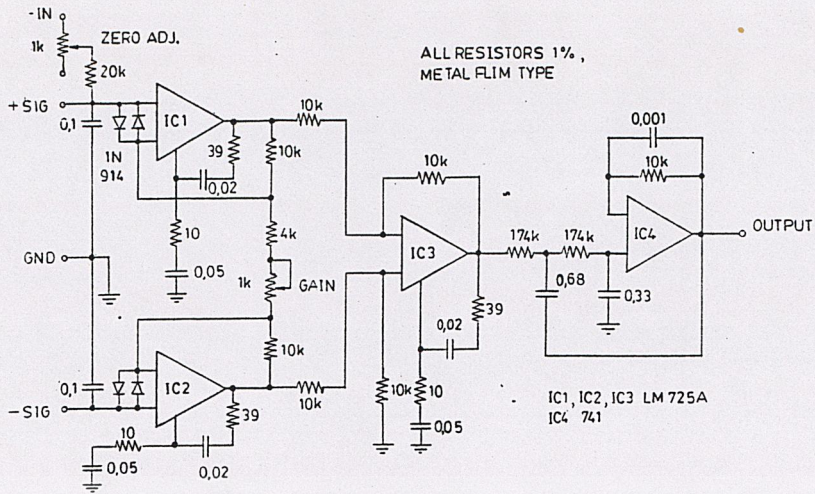 -IN
ZERO ADJ.
1k
20k
+SIG
0,1
1N
914
IC1
39
0,02
10k
10k
10
0,05
4k
GND
1k
GAIN
10k
0,1
IC2
-SIG
39
10k
10
0,05
0,02
ALL RESISTORS 1%,
METAL FLIM TYPE
10k
IC3
39
0,02
10k
10
0,05
174k
174k
0,68
0,33
0,001
10k
IC4
OUTPUT
IC1, IC2, IC3 LM 725A
IC4 741